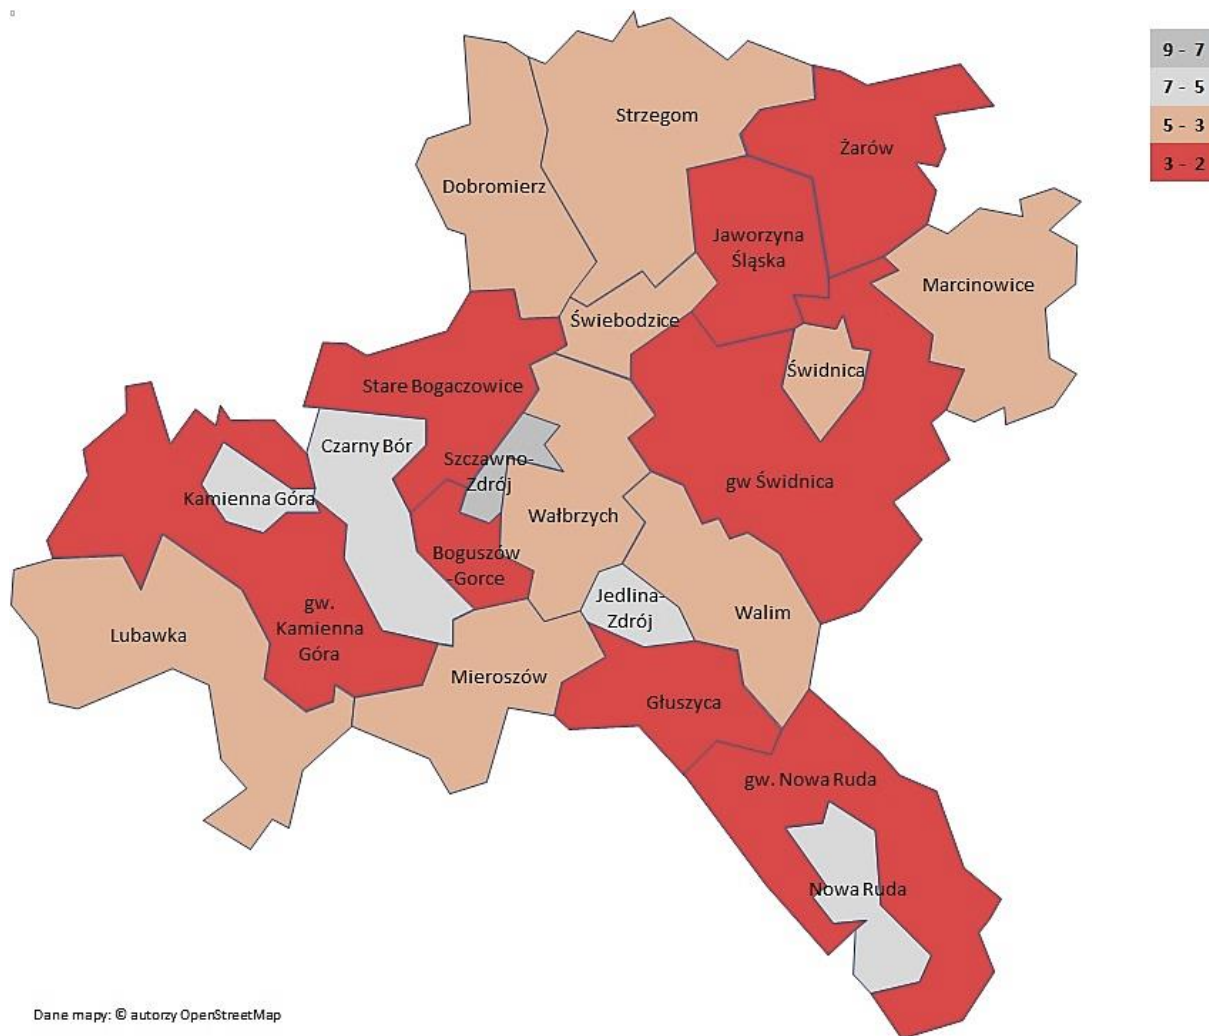 9 - 7
7 - 5
5 - 3
3 - 2
Strzegom
Żarów
Dobromierz
Jaworzyna
Śląska
Marcinowice
Świebodzice
Świdnica
Stare Bogaczowice
Czarny Bór
Szczawno-
Zdrój
gw Świdnica
Kamienna Góra
Wałbrzych
Boguszów
-Gorce
Jedlina-
Zdrój
gw.
Kamienna
Góra
Walim
Lubawka
Mieroszów
Głuszyca
gw. Nowa Ruda
Nowa Ruda
Dane mapy: © autorzy OpenStreetMap